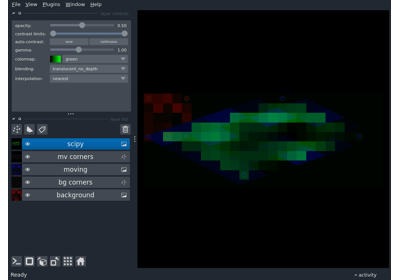 File View Plugins Window Help
layer controls
opacity: 0.50
contrast limits:
auto-contrast: once continuous
gamma: 1.00
colormap: green
blending: translucent_no_depth
interpolation: nearest
layer list
scipy
mv corners
moving
bg corners
background
Ready
activity